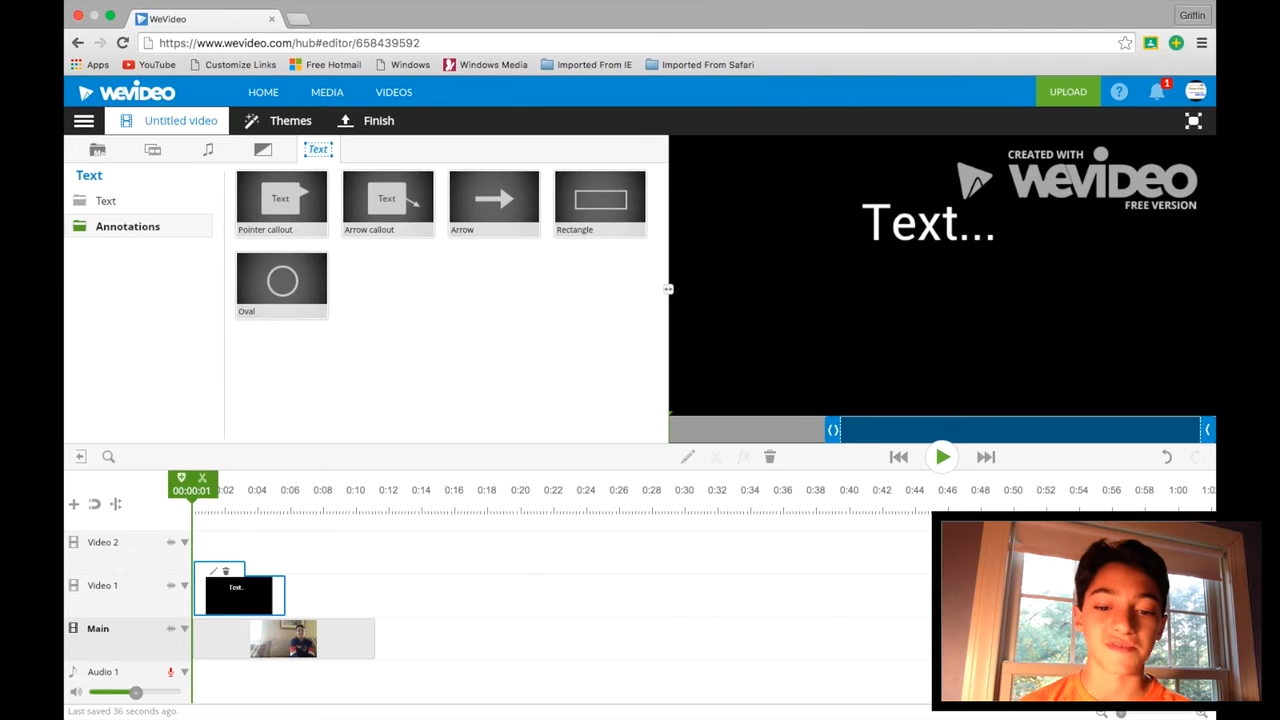 WeVideo
Griffin
https://www.wevideo.com/hub#editor/658439592
Apps YouTube Customize Links Free Hotmail Windows Windows Media Imported From IE Imported From Safari
WEVIDEO HOME MEDIA VIDEOS UPLOAD ? 1
Untitled video Themes Finish
Me Text
Text
Text
Annotations
Text Text
Pointer callout Arrow callout Arrow Rectangle
Oval
CREATED WITH
WEVIDEO
FREE VERSION
Text...
00:00:01 0:02 0:04 0:06 0:08 0:10 0:12 0:14 0:16 0:18 0:20 0:22 0:24 0:26 0:28 0:30 0:32 0:34 0:36 0:38 0:40 0:42 0:44 0:46 0:48 0:50 0:52 0:54 0:56 0:58 1:00
Video 2
Video 1
Text..
Main
Audio 1
Last saved 36 seconds ago.